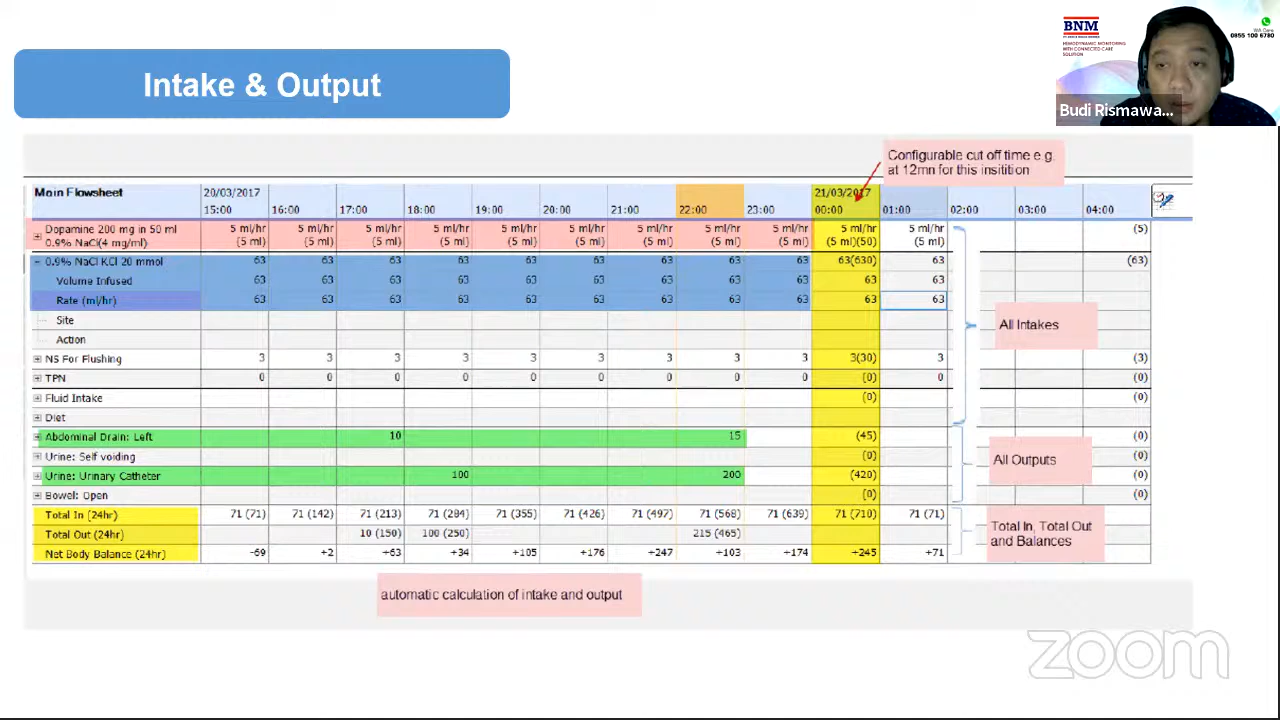 BNM
HEMODYNAMIC MONITORING
WITH CONNECTED CARE
SOLUTION
WA Care
0855 100 6780
Budi Rismawa...
Intake & Output
Configurable cut off time e.g.
at 12mn for this insitition
Main Flowsheet 20/03/2017 21/03/2017
15:00 16:00 17:00 18:00 19:00 20:00 21:00 22:00 23:00 00:00 01:00 02:00 03:00 04:00
Dopamine 200 mg in 50 ml 5 ml/hr 5 ml/hr 5 ml/hr 5 ml/hr 5 ml/hr 5 ml/hr 5 ml/hr 5 ml/hr 5 ml/hr 5 ml/hr 5 ml/hr (5)
0.9% NaCl(4 mg/ml) (5 ml) (5 ml) (5 ml) (5 ml) (5 ml) (5 ml) (5 ml) (5 ml) (5 ml) (5 ml)(50) (5 ml)
0.9% NaCl KCl 20 mmol 63 63 63 63 63 63 63 63 63 63(630) 63 (63)
Volume Infused 63 63 63 63 63 63 63 63 63 63 63
Rate (ml/hr) 63 63 63 63 63 63 63 63 63 63 63
Site
All Intakes
Action
NS For Flushing 3 3 3 3 3 3 3 3 3 3(30) 3 (3)
TPN 0 0 0 0 0 0 0 0 0 (0) 0 (0)
Fluid Intake (0) (0)
Diet
Abdominal Drain: Left 10 15 (45) (0)
Urine: Self voiding (0) (0)
All Outputs
Urine: Urinary Catheter 100 200 (420) (0)
Bowel: Open (0) (0)
Total In (24hr) 71 (71) 71 (142) 71 (213) 71 (284) 71 (355) 71 (426) 71 (497) 71 (568) 71 (639) 71 (710) 71 (71)
Total Out (24hr) 10 (150) 100 (250) 215 (465)
Net Body Balance (24hr) -69 +2 +63 +34 +105 +176 +247 +103 +174 +245 +71
Total In, Total Out
and Balances
automatic calculation of intake and output
zoom